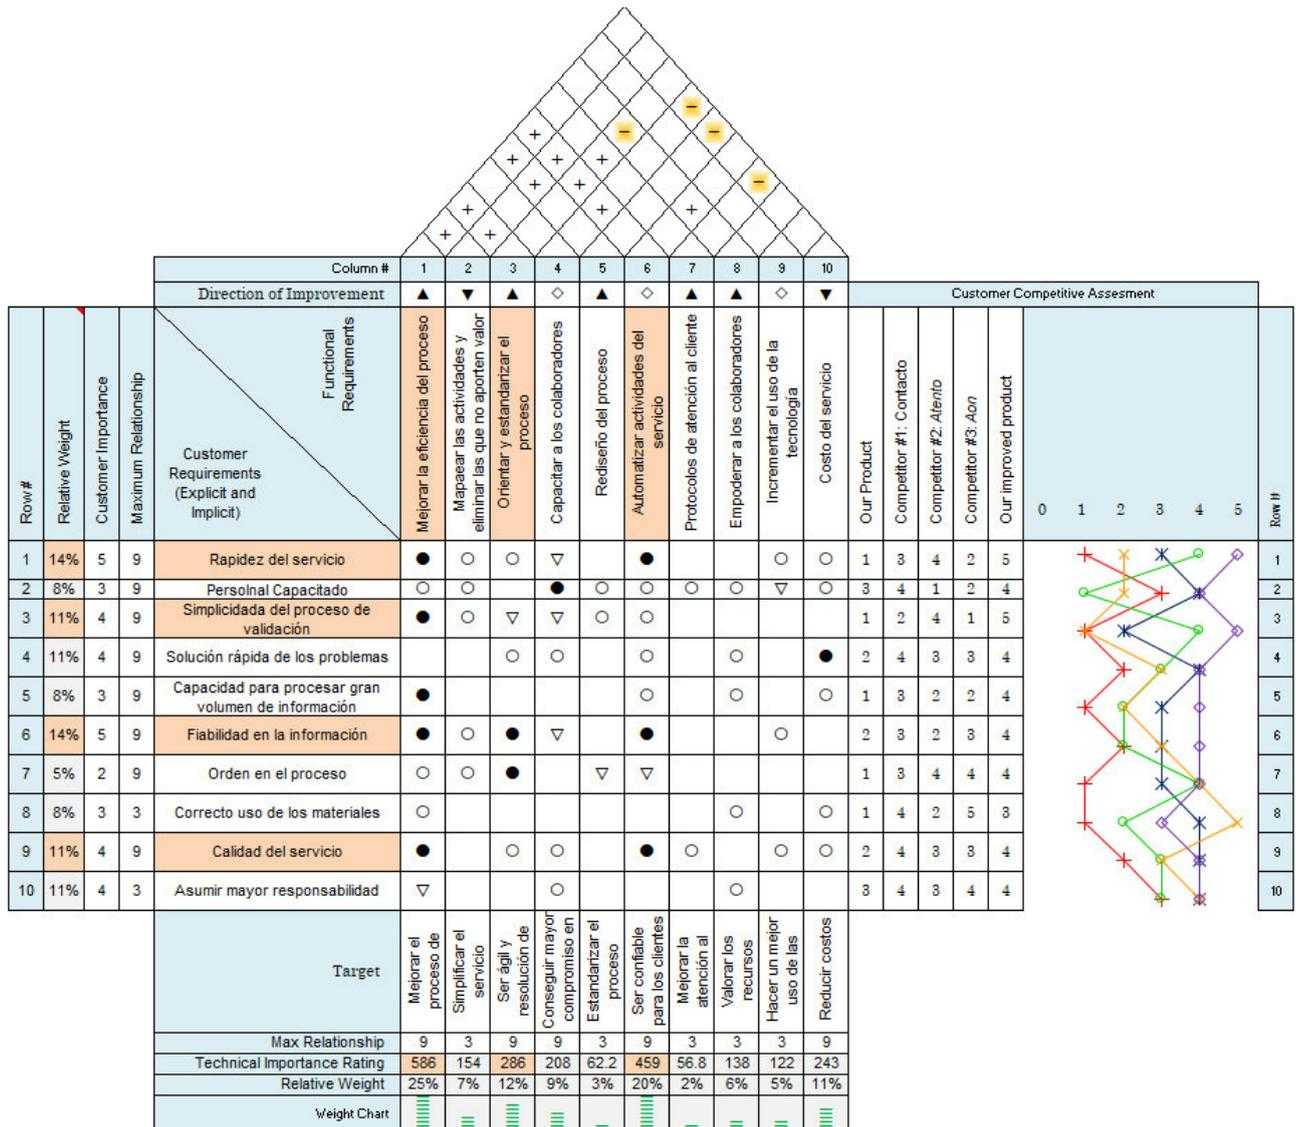 Column #
1 2 3 4 5 6 7 8 9 10
Direction of Improvement
Customer Competitive Assesment
Row #
Relative Weight
Customer Importance
Maximum Relationship
Functional
Requirements
Customer
Requirements
(Explicit and
Implicit)
Mejorar la eficiencia del proceso
Mapaear las actividades y
eliminar las que no aporten valor
Orientar y estandarizar el
proceso
Capacitar a los colaboradores
Rediseño del proceso
Automatizar actividades del
servicio
Protocolos de atención al cliente
Empoderar a los colaboradores
Incrementar el uso de la
tecnología
Costo del servicio
Our Product
Competitor #1: Contacto
Competitor #2: Atento
Competitor #3: Aon
Our improved product
0 1 2 3 4 5
Row #
1 14% 5 9 Rapidez del servicio 1 3 4 2 5 1
2 8% 3 9 Persolnal Capacitado 3 4 1 2 4 2
3 11% 4 9 Simplicidada del proceso de
validación 1 2 4 1 5 3
4 11% 4 9 Solución rápida de los problemas 2 4 3 3 4 4
5 8% 3 9 Capacidad para procesar gran
volumen de información 1 3 2 2 4 5
6 14% 5 9 Fiabilidad en la información 2 3 2 3 4 6
7 5% 2 9 Orden en el proceso 1 3 4 4 4 7
8 8% 3 3 Correcto uso de los materiales 1 4 2 5 3 8
9 11% 4 9 Calidad del servicio 2 4 3 3 4 9
10 11% 4 3 Asumir mayor responsabilidad 3 4 3 4 4 10
Target
Mejorar el
proceso de
Simplificar el
servicio
Ser ágil y
resolución de
Conseguir mayor
compromiso en
Estandarizar el
proceso
Ser confiable
para los clientes
Mejorar la
atención al
Valorar los
recursos
Hacer un mejor
uso de las
Reducir costos
Max Relationship 9 3 9 9 3 9 3 3 3 9
Technical Importance Rating 586 154 286 208 62.2 459 56.8 138 122 243
Relative Weight 25% 7% 12% 9% 3% 20% 2% 6% 5% 11%
Weight Chart